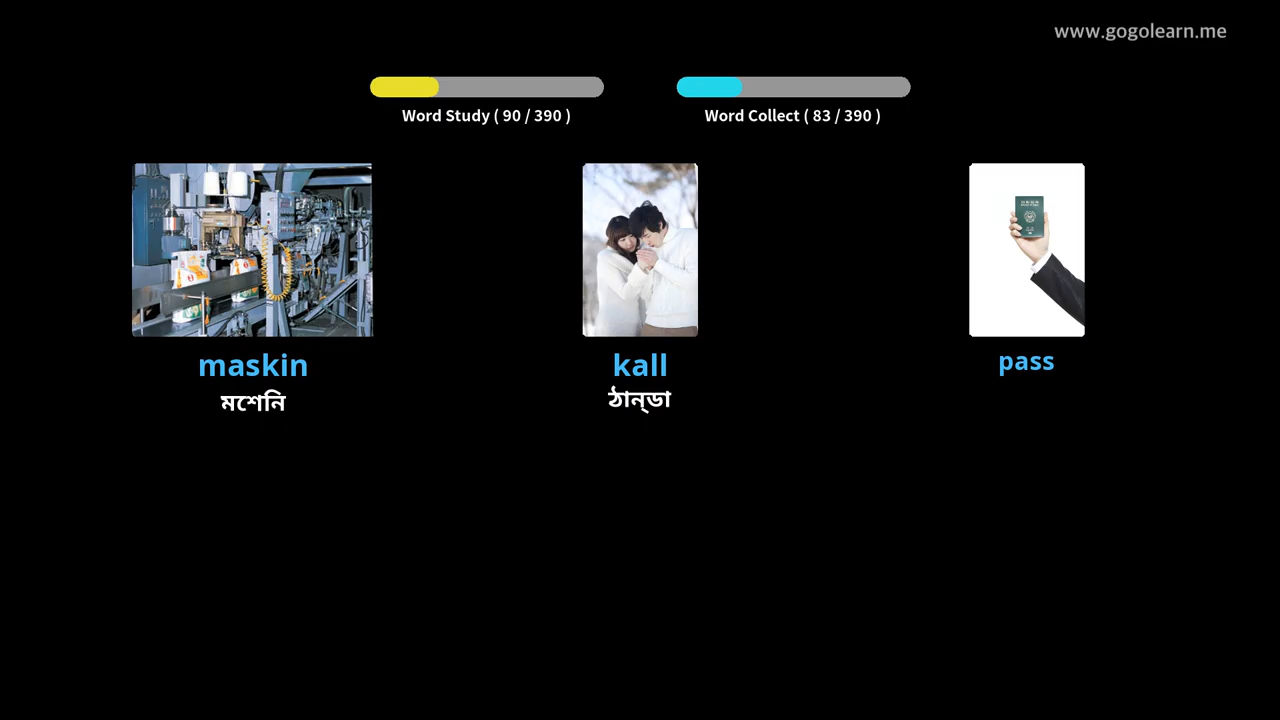 www.gogolearn.me
Word Study ( 90 / 390 )
Word Collect ( 83 / 390 )
maskin
মেশিন
kall
ঠান্ডা
pass